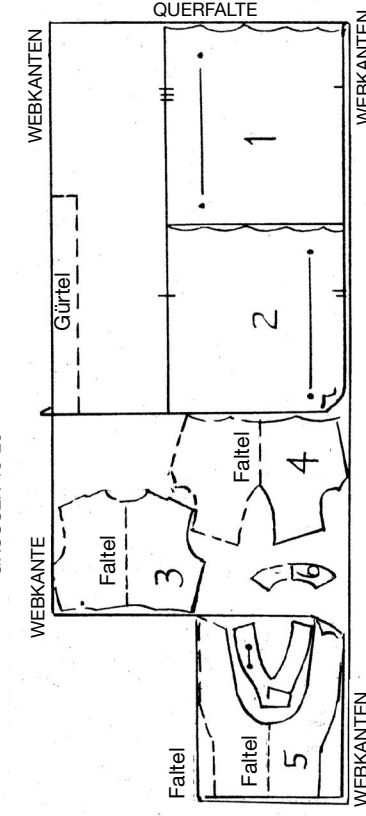 QUERFALTE
WEBKANTEN
WEBKANTEN
1
Gürtel
2
Faltel
4
WEBKANTE
Faltel
3
6
7
Faltel
Faltel
5
WEBKANTEN